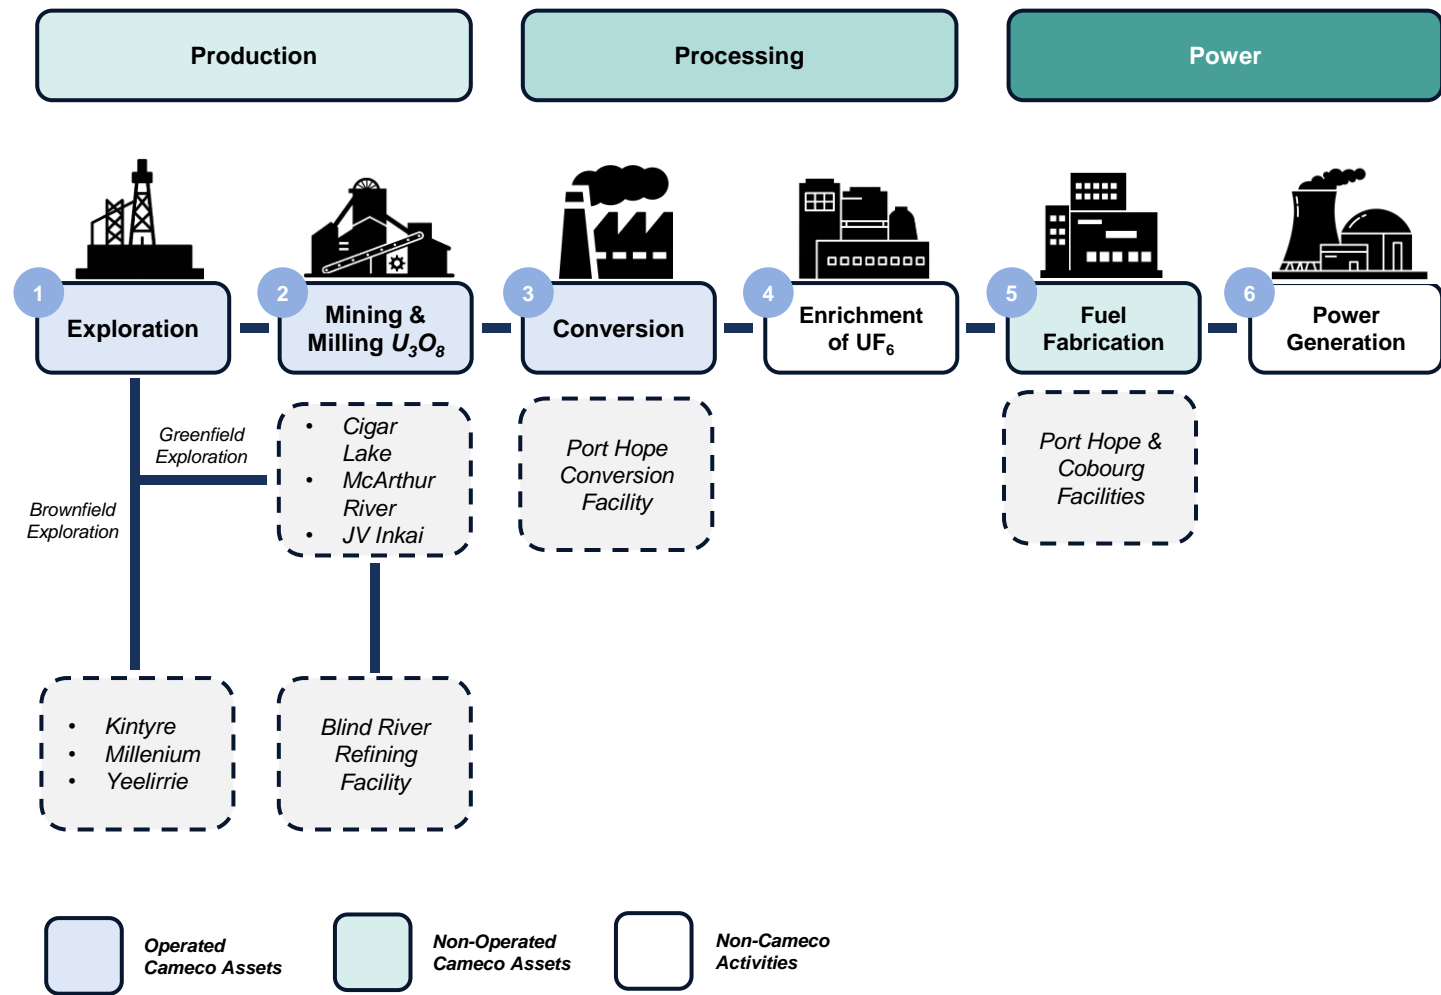 Production
Processing
Power
1
Exploration
2
Mining &
Milling U₃O₈
3
Conversion
4
Enrichment
of UF₆
5
Fuel
Fabrication
6
Power
Generation
Greenfield
Exploration
Brownfield
Exploration
• Cigar
Lake
• McArthur
River
• JV Inkai
Port Hope
Conversion
Facility
Port Hope &
Cobourg
Facilities
• Kintyre
• Millenium
• Yeelirrie
Blind River
Refining
Facility
Operated
Cameco Assets
Non-Operated
Cameco Assets
Non-Cameco
Activities